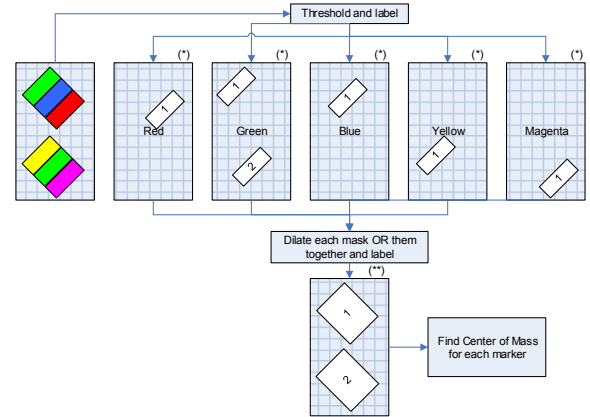 Threshold and label
(*) (*) (*) (*) (*)
1 1 1 1 1
Red Green Blue Yellow Magenta
2
Dilate each mask OR them
together and label
(**)
1
2
Find Center of Mass
for each marker